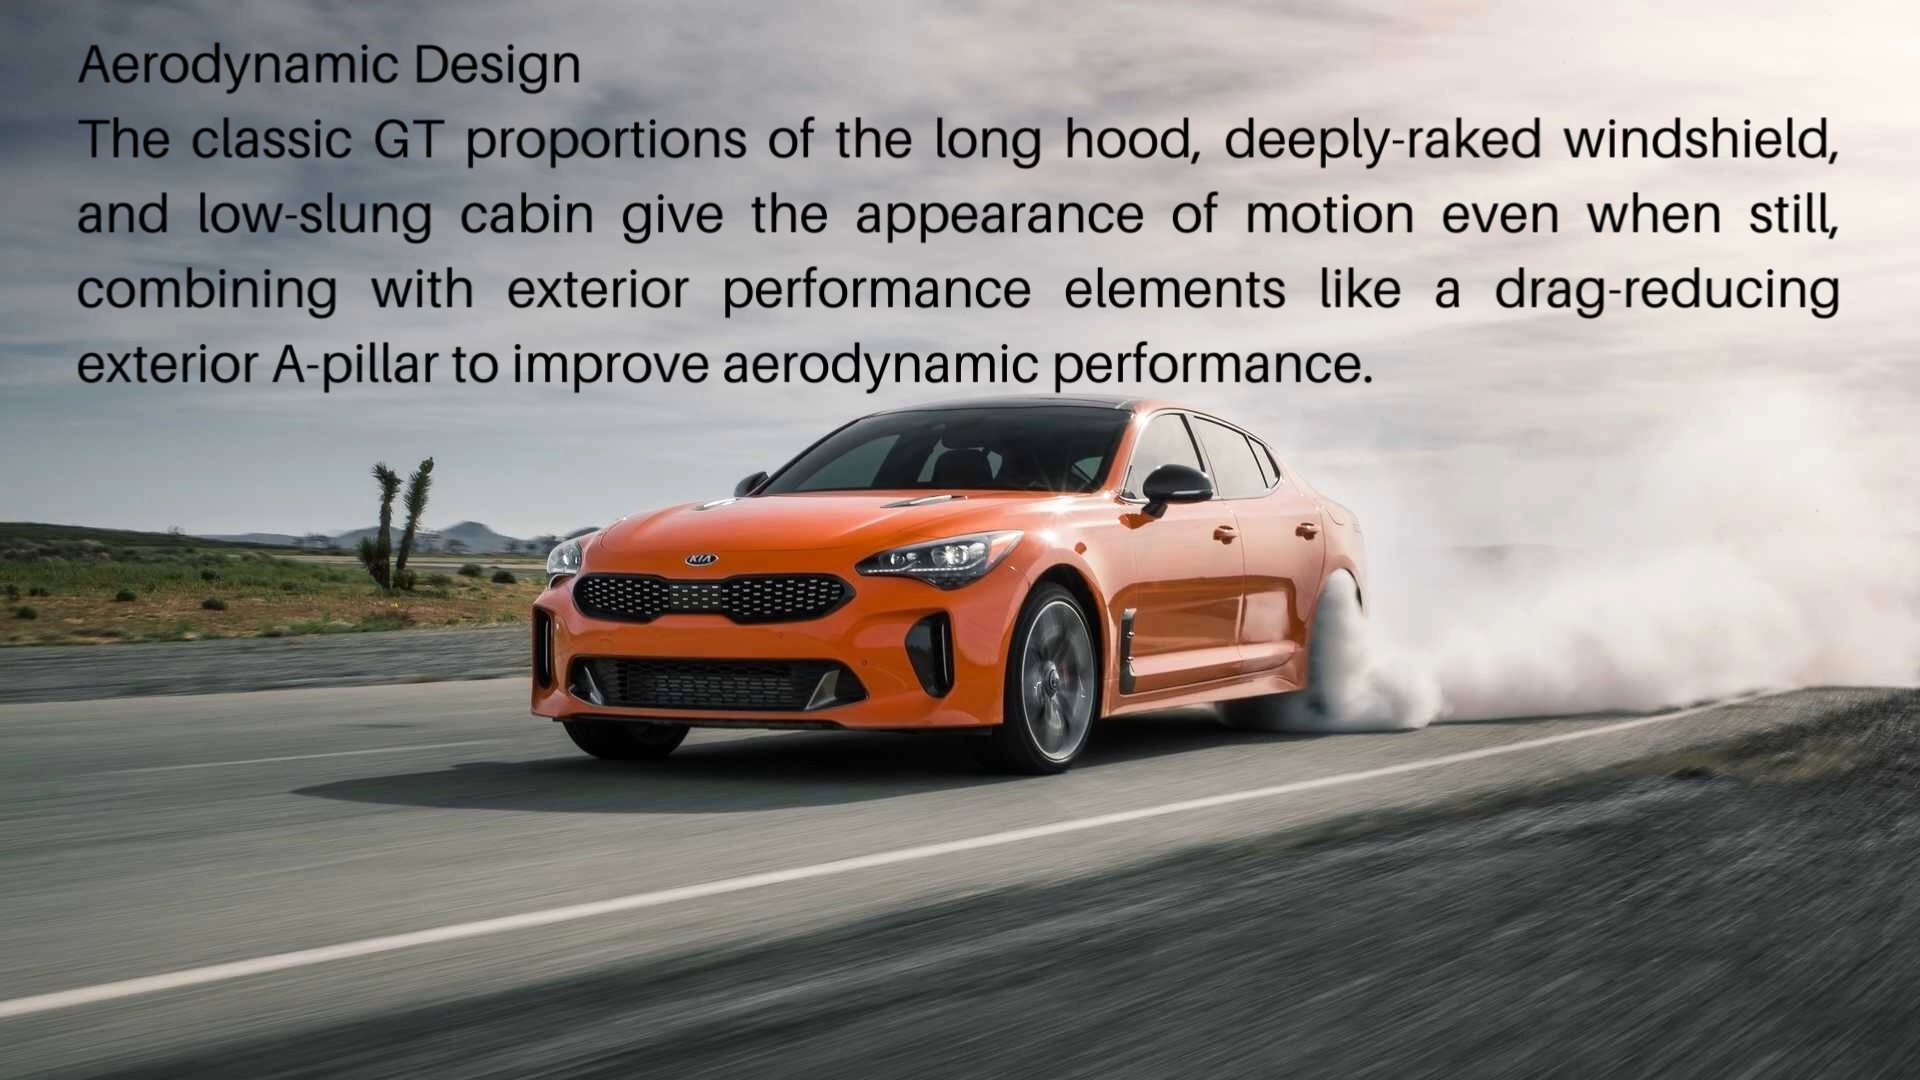 Aerodynamic Design
The classic GT proportions of the long hood, deeply-raked windshield,
and low-slung cabin give the appearance of motion even when still,
combining with exterior performance elements like a drag-reducing
exterior A-pillar to improve aerodynamic performance.
KIA